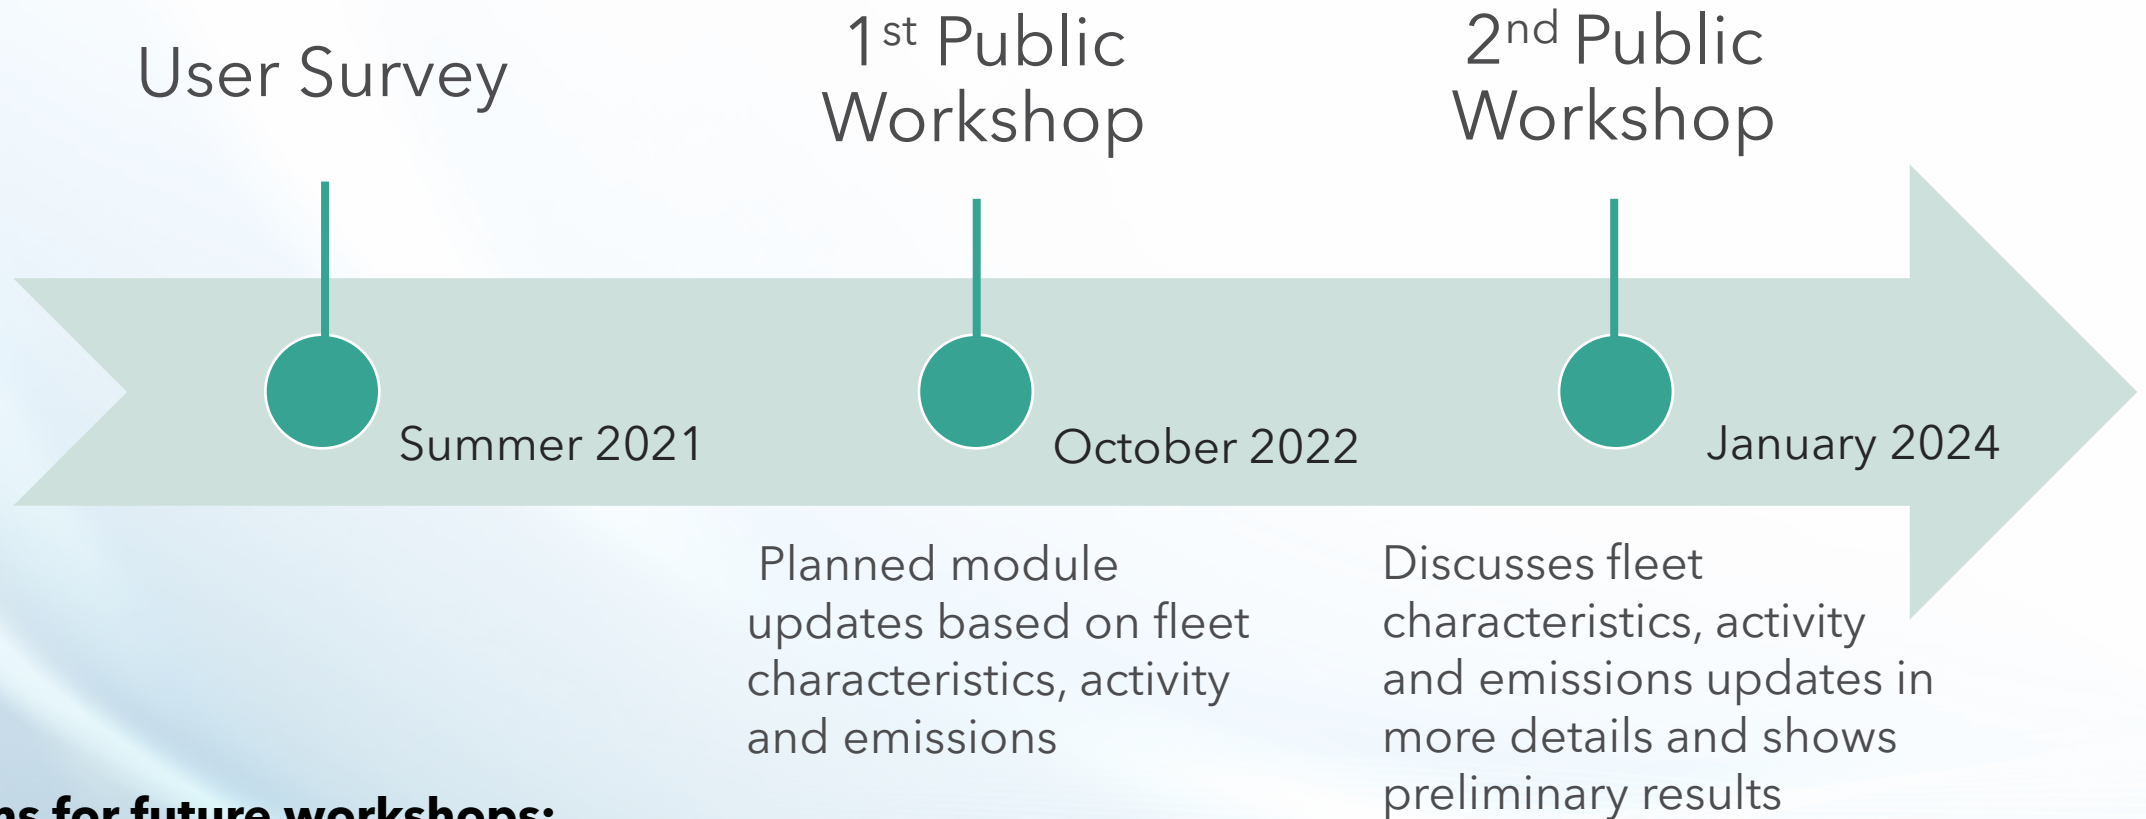 User Survey
1st Public
Workshop
2nd Public
Workshop
Summer 2021
October 2022
January 2024
Planned module
updates based on fleet
characteristics, activity
and emissions
Discusses fleet
characteristics, activity
and emissions updates in
more details and shows
preliminary results
for future workshops: